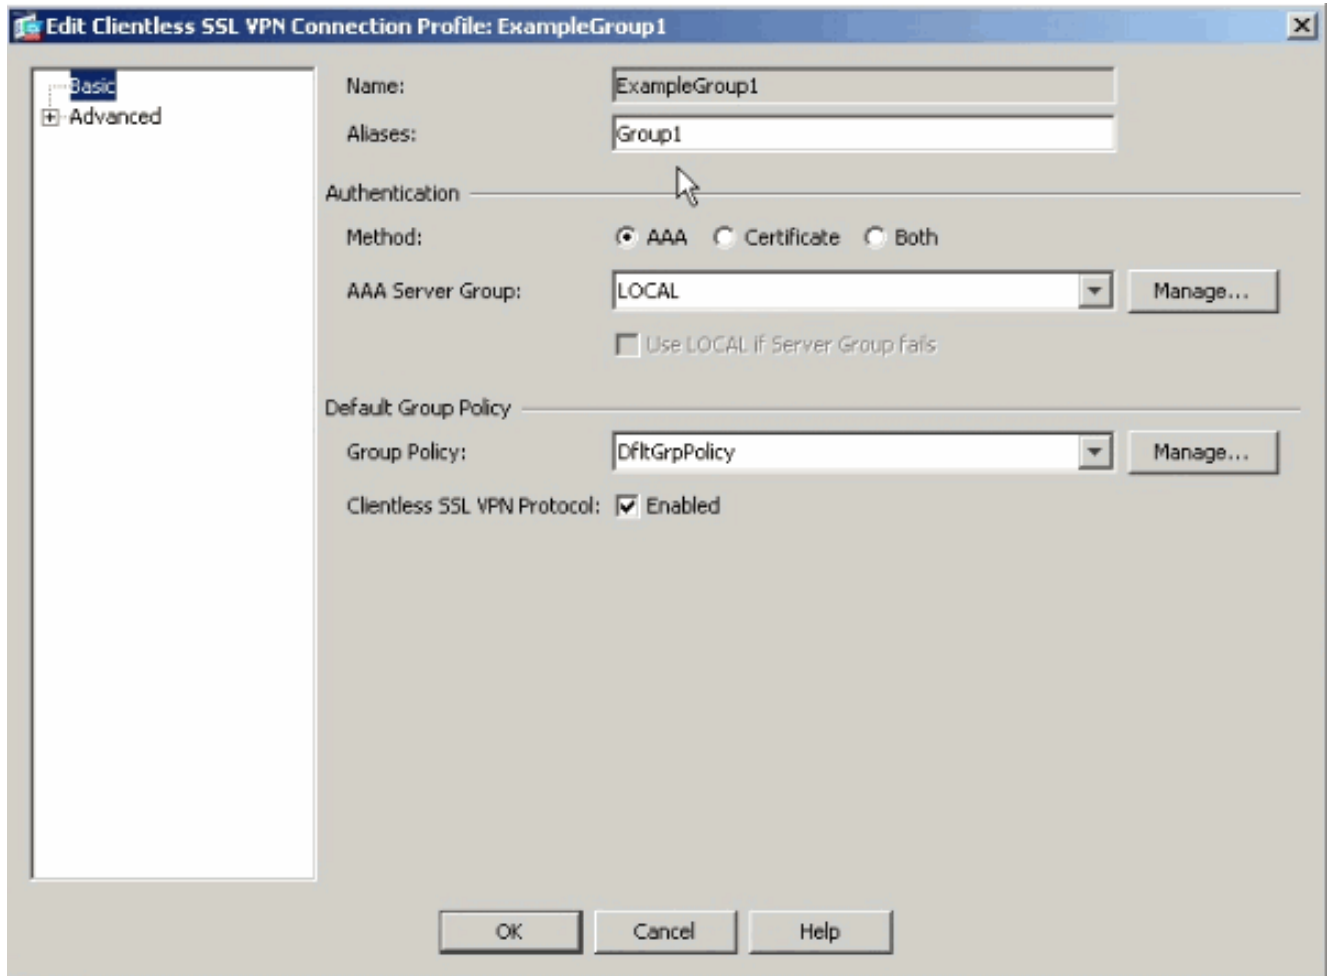 Edit Clientless SSL VPN Connection Profile: ExampleGroup1
Basic
Advanced
Name: ExampleGroup1
Aliases: Group1
Authentication
Method: AAA Certificate Both
AAA Server Group: LOCAL Manage...
Use LOCAL if Server Group fails
Default Group Policy
Group Policy: DfltGrpPolicy Manage...
Clientless SSL VPN Protocol: Enabled
OK Cancel Help